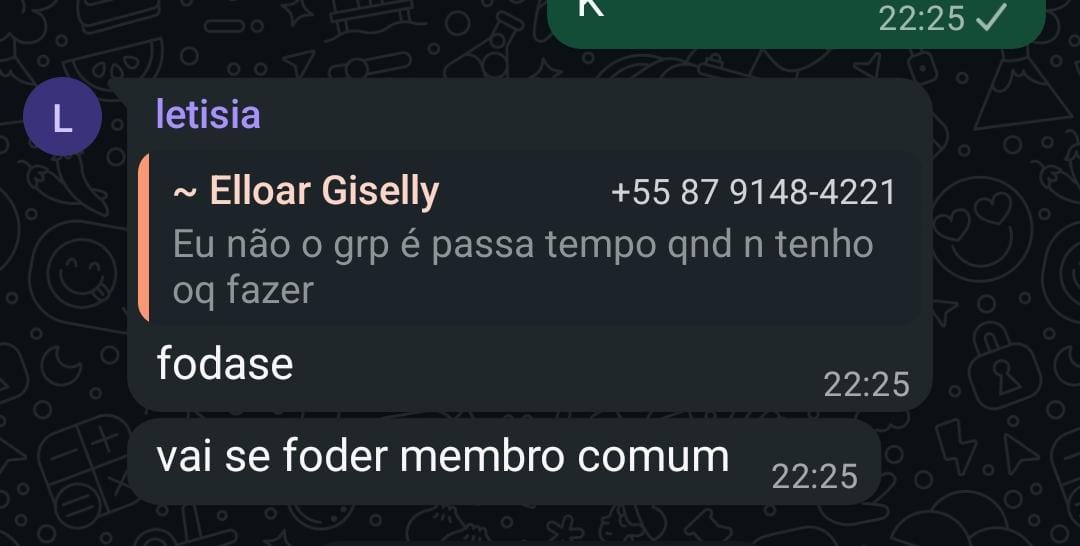 K
22:25
L
letisia
~ Elloar Giselly +55 87 9148-4221
Eu não o grp é passa tempo qnd n tenho
oq fazer
fodase
22:25
vai se foder membro comum 22:25